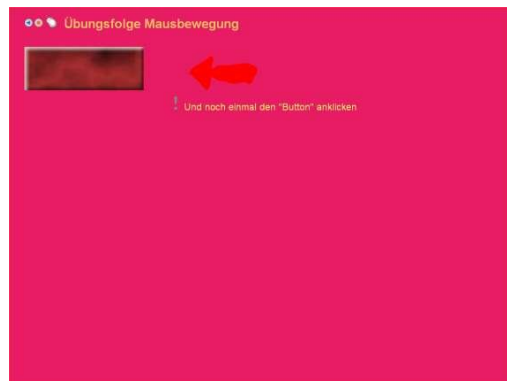 Übungsfolge Mausbewegung
! Und noch einmal den "Button" anklicken